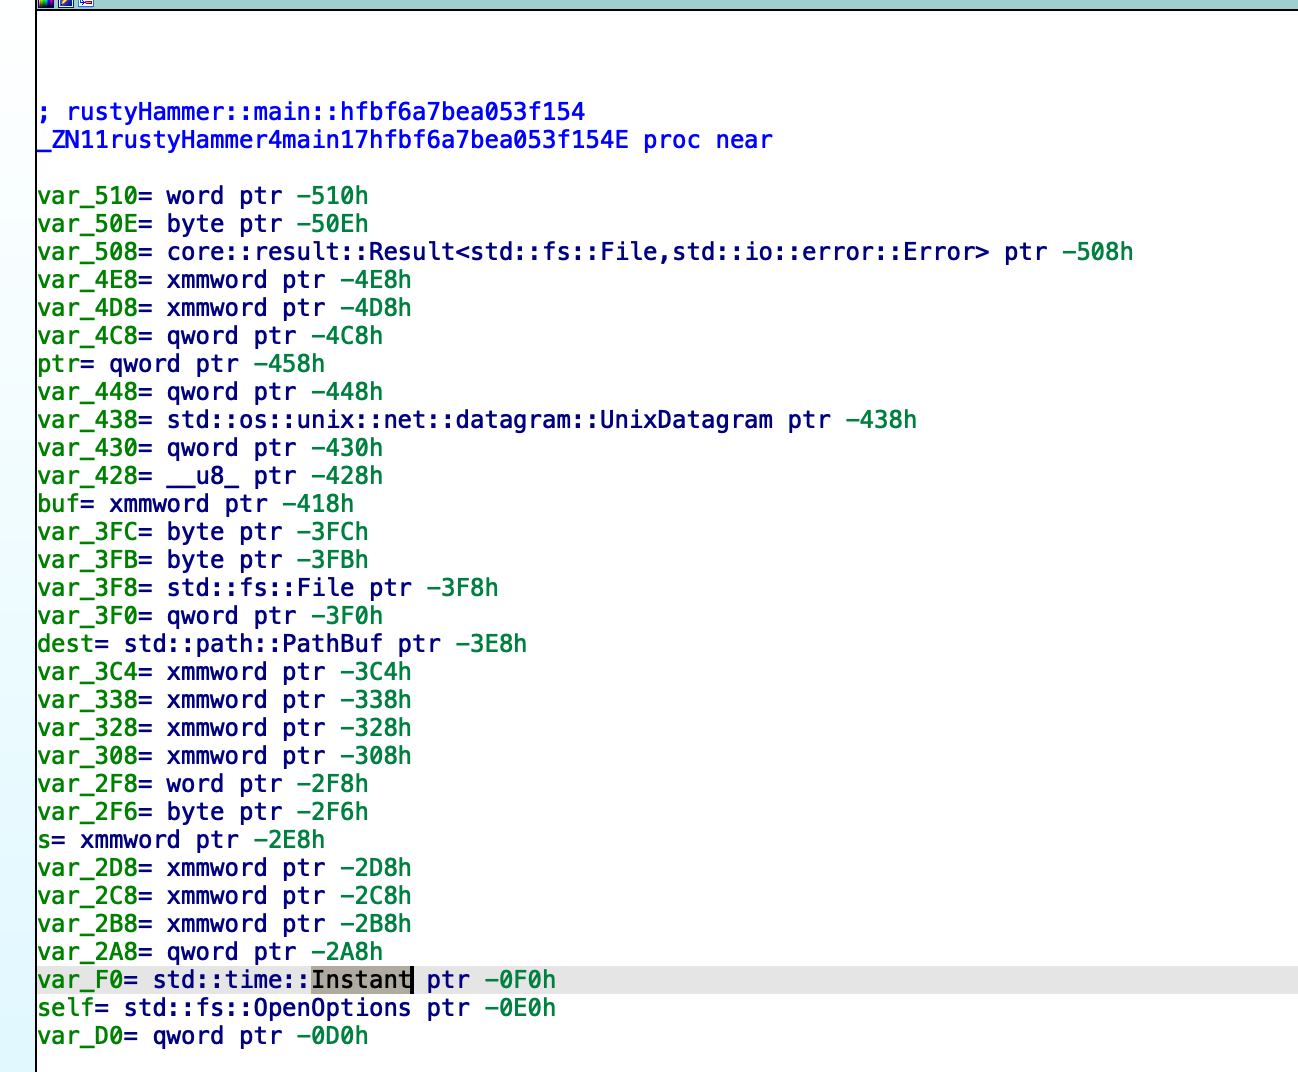 ; rustyHammer::main::hfbf6a7bea053f154
_ZN11rustyHammer4main17hfbf6a7bea053f154E proc near
var_510= word ptr -510h
var_50E= byte ptr -50Eh
var_508= core::result::Result<std::fs::File,std::io::error::Error> ptr -508h
var_4E8= xmmword ptr -4E8h
var_4D8= xmmword ptr -4D8h
var_4C8= qword ptr -4C8h
ptr= qword ptr -458h
var_448= qword ptr -448h
var_438= std::os::unix::net::datagram::UnixDatagram ptr -438h
var_430= qword ptr -430h
var_428= __u8_ ptr -428h
buf= xmmword ptr -418h
var_3FC= byte ptr -3FCh
var_3FB= byte ptr -3FBh
var_3F8= std::fs::File ptr -3F8h
var_3F0= qword ptr -3F0h
dest= std::path::PathBuf ptr -3E8h
var_3C4= xmmword ptr -3C4h
var_338= xmmword ptr -338h
var_328= xmmword ptr -328h
var_308= xmmword ptr -308h
var_2F8= word ptr -2F8h
var_2F6= byte ptr -2F6h
s= xmmword ptr -2E8h
var_2D8= xmmword ptr -2D8h
var_2C8= xmmword ptr -2C8h
var_2B8= xmmword ptr -2B8h
var_2A8= qword ptr -2A8h
var_F0= std::time::Instant ptr -0F0h
self= std::fs::OpenOptions ptr -0E0h
var_D0= qword ptr -0D0h